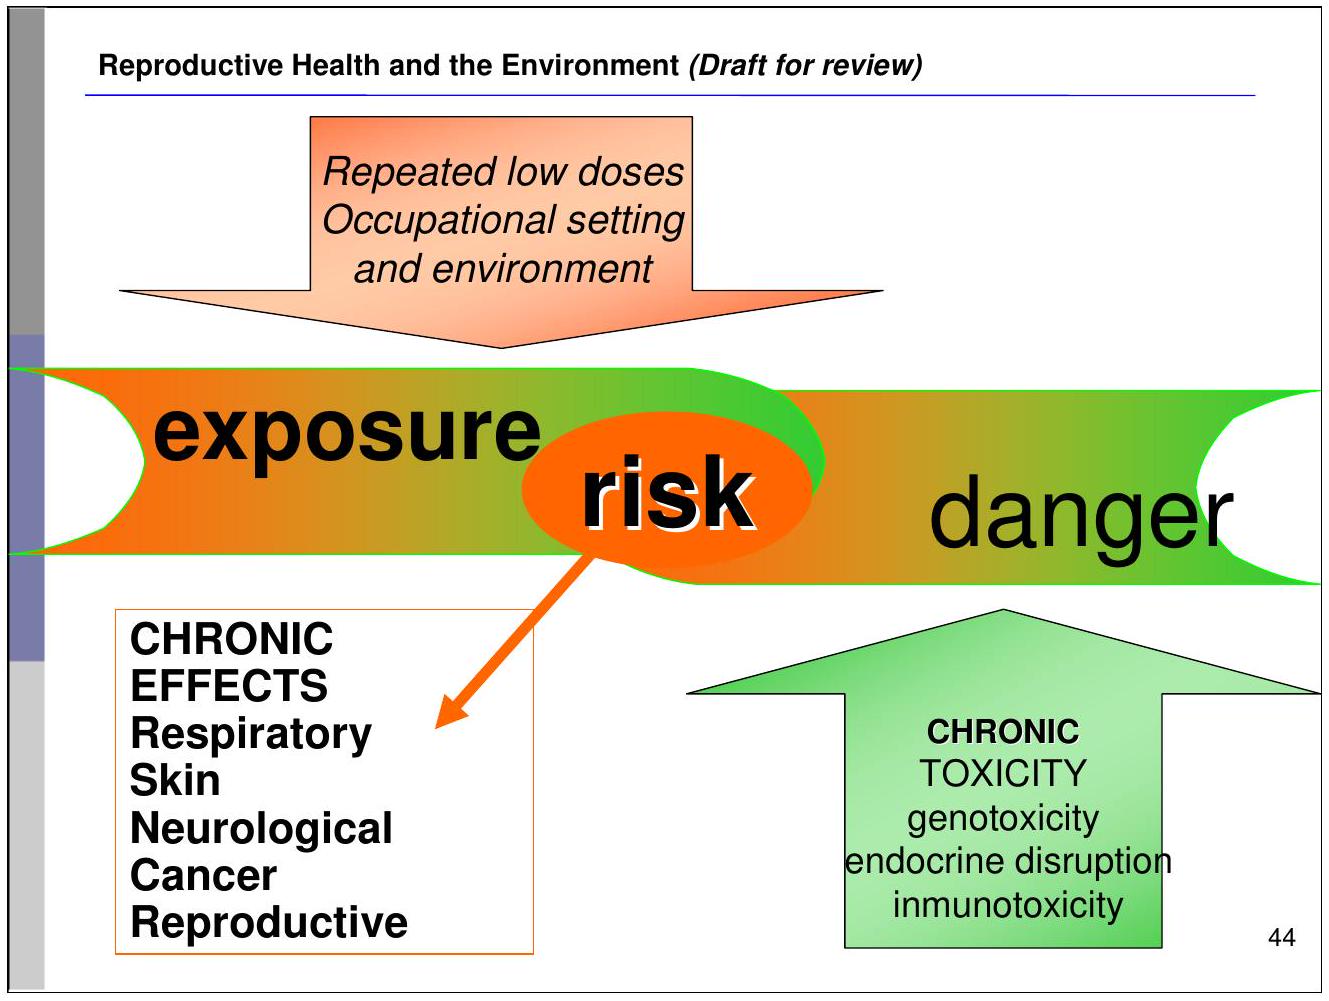 Reproductive Health and the Environment (Draft for review)
Repeated low doses
Occupational setting
and environment
exposure
risk
danger
CHRONIC
EFFECTS
Respiratory
Skin
Neurological
Cancer
Reproductive
CHRONIC
TOXICITY
genotoxicity
endocrine disruption
inmunotoxicity
44